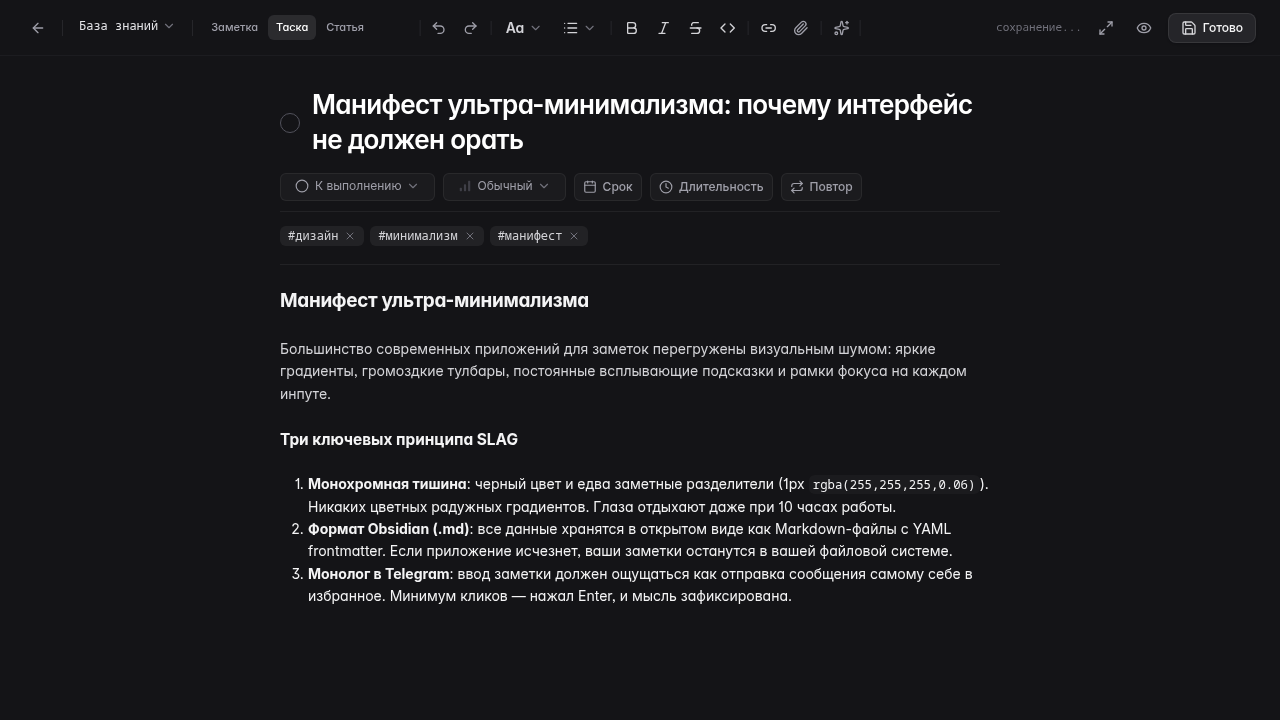 База знаний
Заметка Таска Статья
Aa
сохранение...
Готово
Манифест ультра-минимализма: почему интерфейс
не должен орать
К выполнению
Обычный
Срок
Длительность
Повтор
#дизайн #минимализм #манифест
Манифест ультра-минимализма
Большинство современных приложений для заметок перегружены визуальным шумом: яркие
градиенты, громоздкие тулбары, постоянные всплывающие подсказки и рамки фокуса на каждом
инпуте.
Три ключевых принципа SLAG
1. Монохромная тишина: черный цвет и едва заметные разделители (1px rgba(255,255,255,0.06) ).
Никаких цветных радужных градиентов. Глаза отдыхают даже при 10 часах работы.
2. Формат Obsidian (.md): все данные хранятся в открытом виде как Markdown-файлы с YAML
frontmatter. Если приложение исчезнет, ваши заметки останутся в вашей файловой системе.
3. Монолог в Telegram: ввод заметки должен ощущаться как отправка сообщения самому себе в
избранное. Минимум кликов — нажал Enter, и мысль зафиксирована.